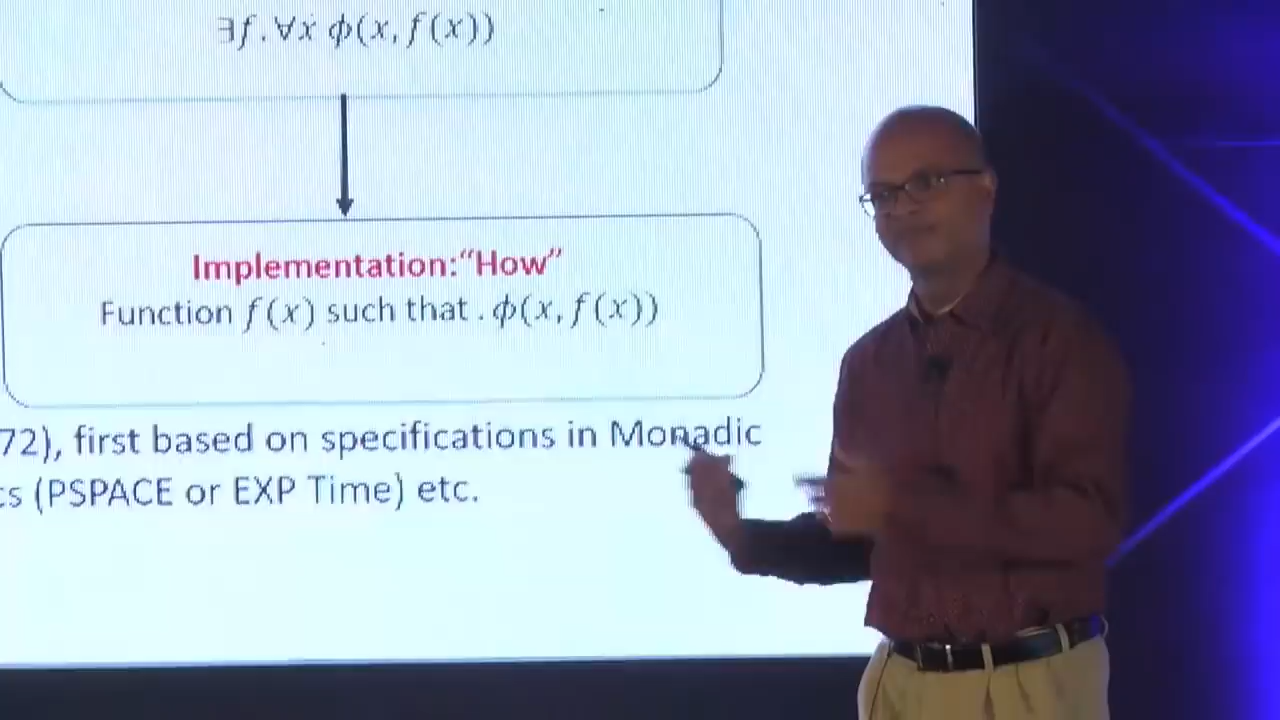 ∃f.∀x ϕ(x, f(x))
Implementation:“How”
Function f(x) such that . ϕ(x, f(x))
72), first based on specifications in Monadic
cs (PSPACE or EXP Time) etc.